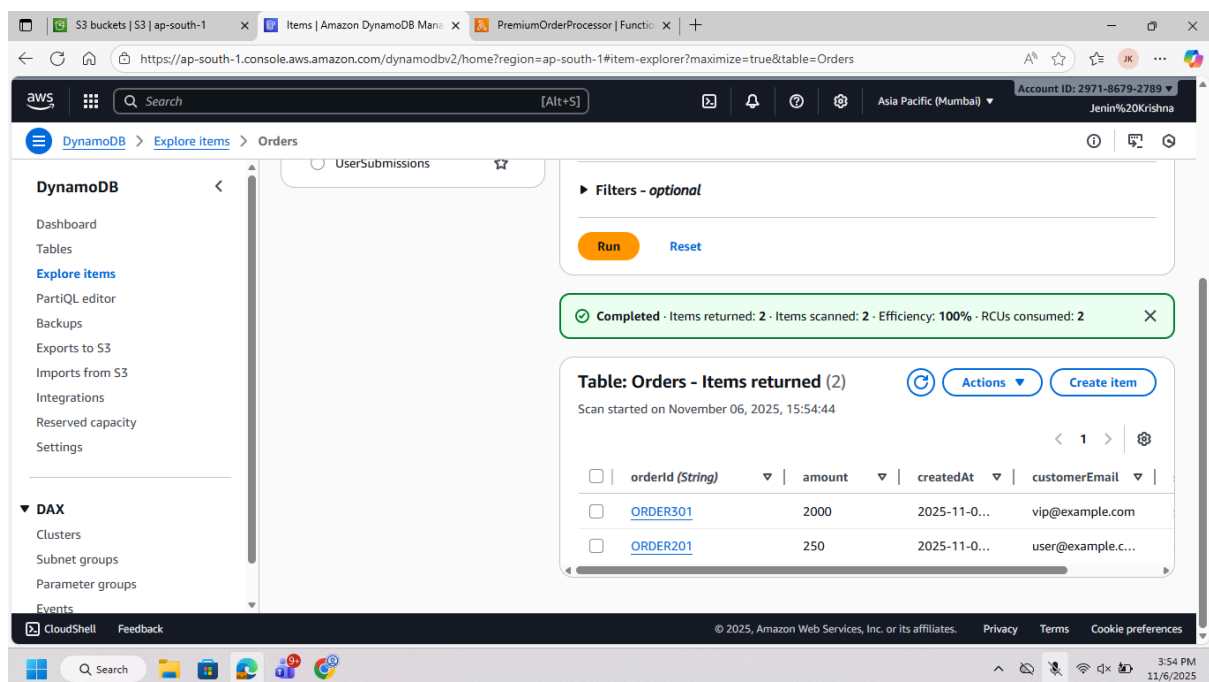 S3 buckets | S3 | ap-south-1
Items | Amazon DynamoDB Mana
PremiumOrderProcessor | Functio
https://ap-south-1.console.aws.amazon.com/dynamodbv2/home?region=ap-south-1#item-explorer?maximize=true&table=Orders
JK
aws
Search
[Alt+S]
Asia Pacific (Mumbai)
Account ID: 2971-8679-2789
Jenin%20Krishna
DynamoDB > Explore items > Orders
DynamoDB
Dashboard
Tables
Explore items
PartiQL editor
Backups
Exports to S3
Imports from S3
Integrations
Reserved capacity
Settings
DAX
Clusters
Subnet groups
Parameter groups
Events
UserSubmissions
Filters - optional
Run Reset
Completed · Items returned: 2 · Items scanned: 2 · Efficiency: 100% · RCUs consumed: 2
Table: Orders - Items returned (2)
Actions
Create item
Scan started on November 06, 2025, 15:54:44
< 1 >
orderId (String) amount createdAt customerEmail
ORDER301 2000 2025-11-0... vip@example.com
ORDER201 250 2025-11-0... user@example.c...
CloudShell Feedback © 2025, Amazon Web Services, Inc. or its affiliates. Privacy Terms Cookie preferences
Search
9+
3:54 PM
11/6/2025